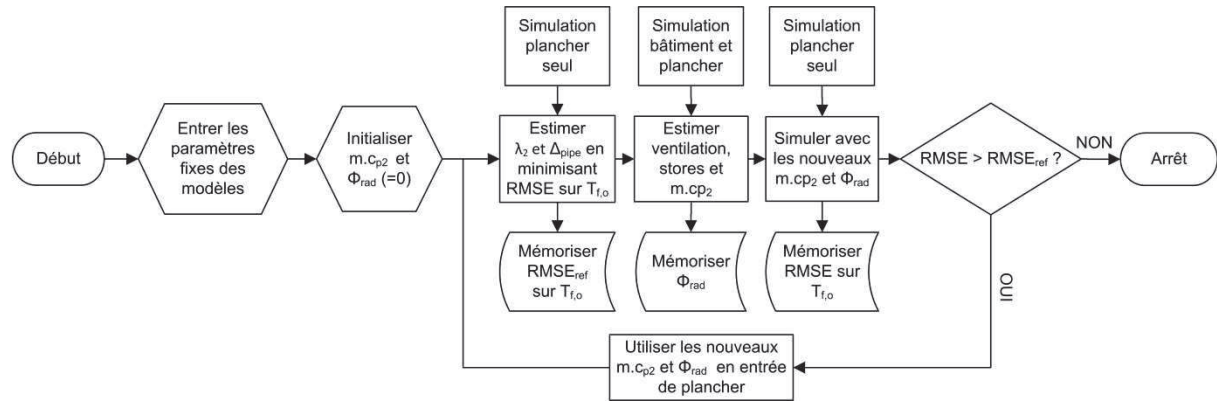 Simulation
plancher
seul
Simulation
bâtiment et
plancher
Simulation
plancher
seul
Début
Entrer les
paramètres
fixes des
modèles
Initialiser
m.cp2 et
Φrad (=0)
Estimer
λ2 et Δpipe en
minimisant
RMSE sur Tf,o
Estimer
ventilation,
stores et
m.cp2
Simuler avec
les nouveaux
m.cp2 et Φrad
RMSE > RMSEref ?
NON
Arrêt
Mémoriser
RMSEref
sur Tf,o
Mémoriser
Φrad
Mémoriser
RMSE sur
Tf,o
OUI
Utiliser les nouveaux
m.cp2 et Φrad en entrée
de plancher